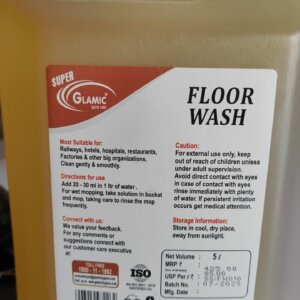 SUPER
GLAMIC
FLOOR
WASH
Most Suitable for:
Railways, hotels, hospitals, restaurants,
Factories & other big organizations,
Clean gently & smoothly.
Directions for use
Add 20 - 30 ml in 1 ltr of water.
For wet mopping, take solution in bucket
and mop, taking care to rinse the mop
frequently.
Connect with us:
We value your feedback.
For any comments or
suggestions connect with
our customer care executive at
TOLL FREE
Caution:
For external use only, keep
out of reach of children unless
under adult supervision.
Avoid direct contact with eyes
in case of contact with eyes
rinse immediately with plenty
of water. If persistent irritation
occurs get medical attention.
Storage Information:
Store in cool, dry place,
away from sunlight.
ISO
Net Volume : 5 ℓ
MRP ₹ :
USP Per ℓ :
Batch No. :
Mfg. Date : 07/2025